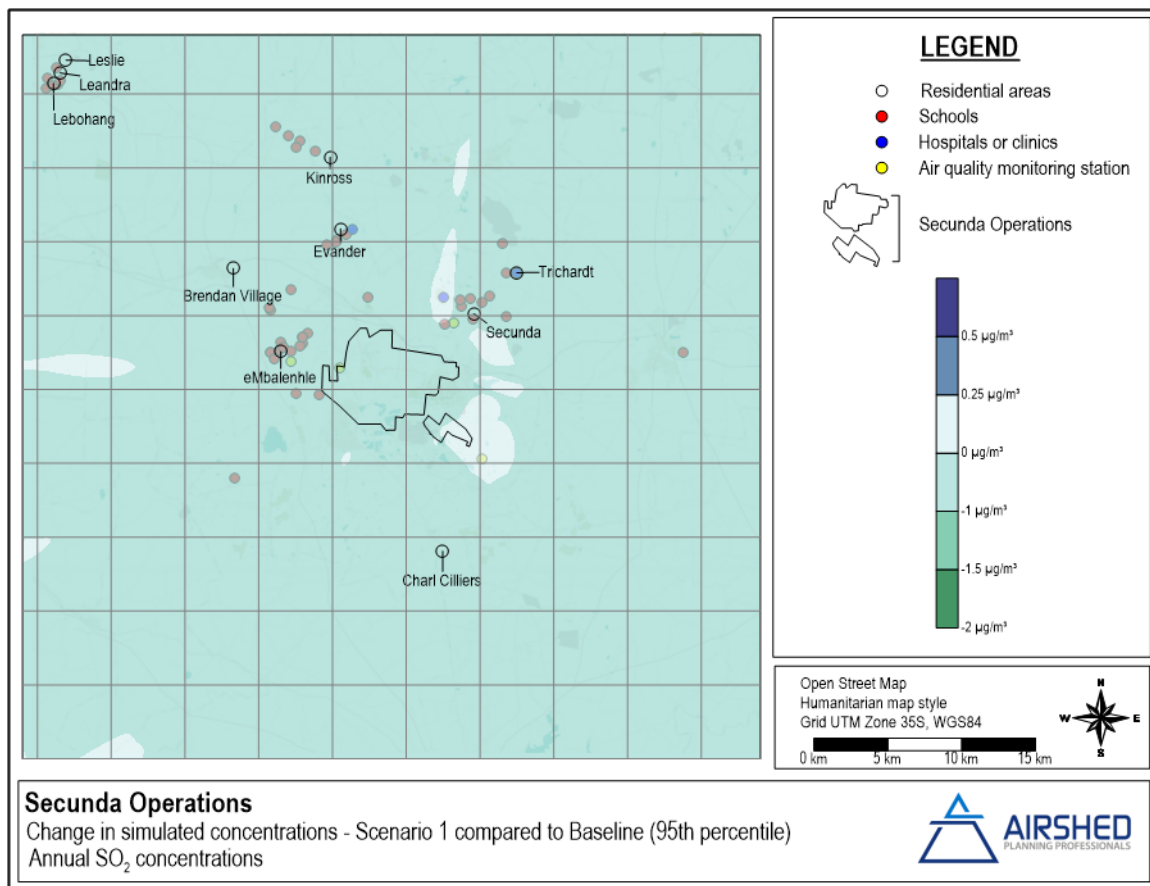 Leslie
Leandra
Lebohang
Kinross
Evander
Trichardt
Brendan Village
Secunda
eMbalenhle
Charl Cilliers
LEGEND
Residential areas
Schools
Hospitals or clinics
Air quality monitoring station
Secunda Operations
0.5 µg/m³
0.25 µg/m³
0 µg/m³
-1 µg/m³
-1.5 µg/m³
-2 µg/m³
Open Street Map
Humanitarian map style
Grid UTM Zone 35S, WGS84
N
W E
S
0 km 5 km 10 km 15 km
Secunda Operations
Change in simulated concentrations - Scenario 1 compared to Baseline (95th percentile)
Annual SO₂ concentrations
AIRSHED
PLANNING PROFESSIONALS